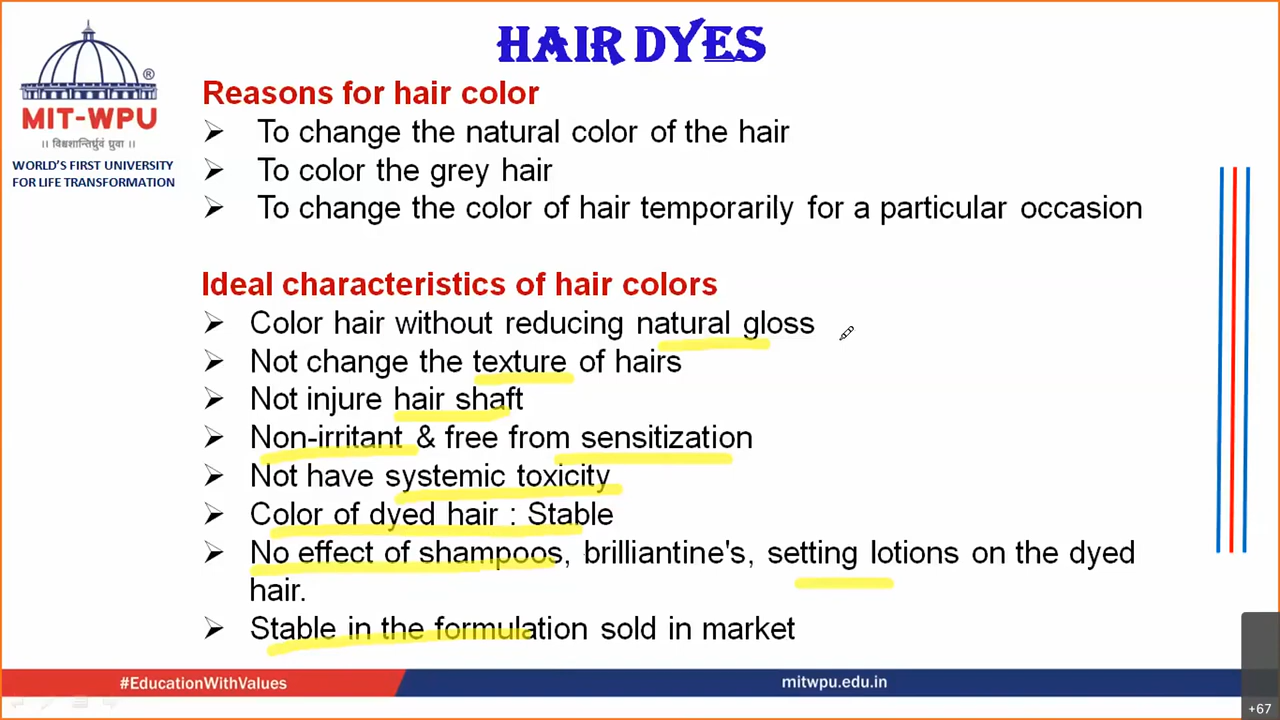 HAIR DYES
®
MIT-WPU
|| विश्वशान्तिर्ध्रुवं ध्रुवा ||
WORLD'S FIRST UNIVERSITY
FOR LIFE TRANSFORMATION
Reasons for hair color
➢ To change the natural color of the hair
➢ To color the grey hair
➢ To change the color of hair temporarily for a particular occasion
Ideal characteristics of hair colors
➢ Color hair without reducing natural gloss
➢ Not change the texture of hairs
➢ Not injure hair shaft
➢ Non-irritant & free from sensitization
➢ Not have systemic toxicity
➢ Color of dyed hair : Stable
➢ No effect of shampoos, brilliantine's, setting lotions on the dyed
hair.
➢ Stable in the formulation sold in market
#EducationWithValues
mitwpu.edu.in
+67